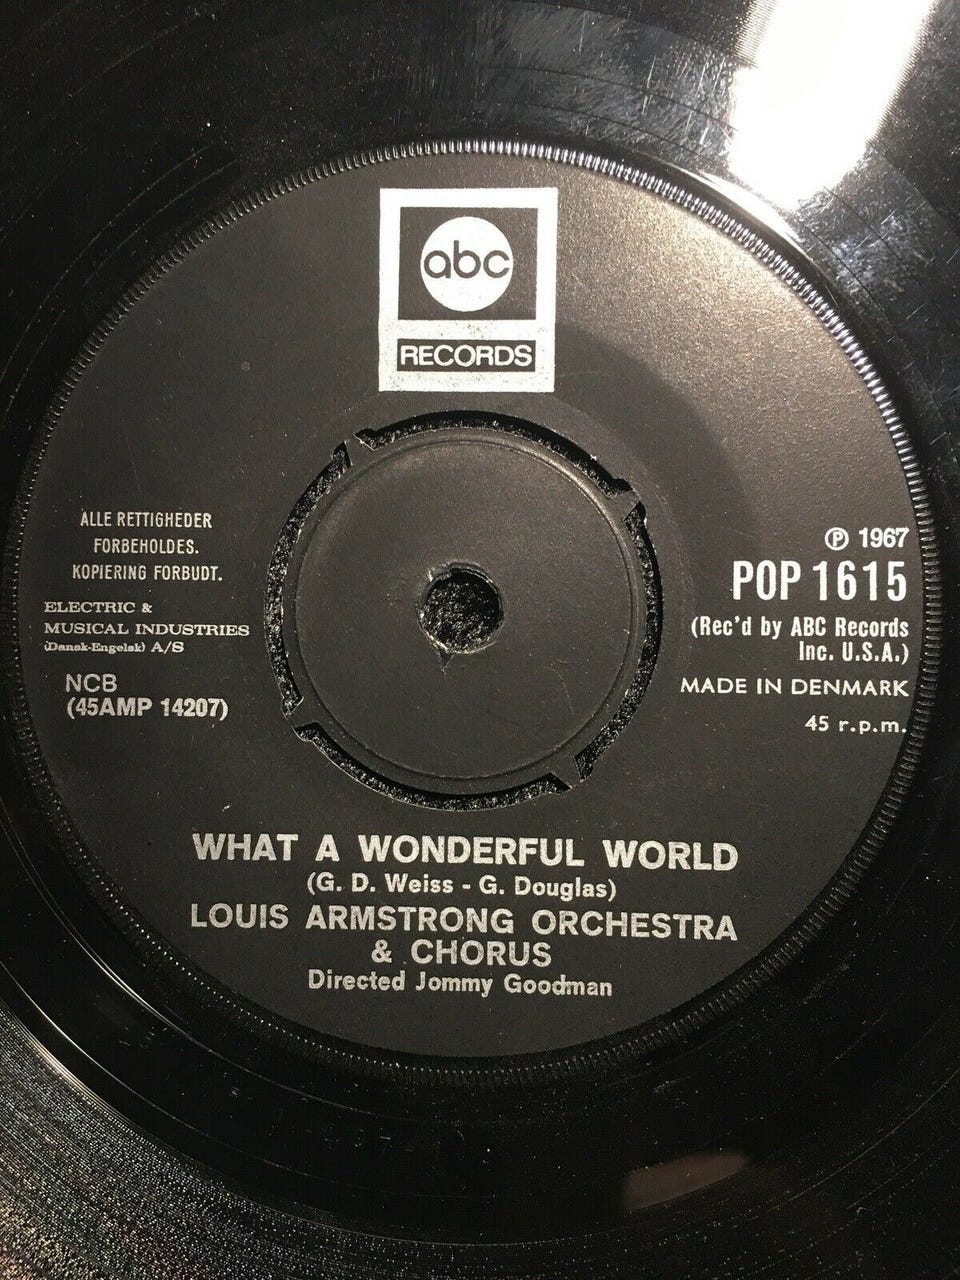 abc
RECORDS
ALLE RETTIGHEDER
FORBEHOLDES.
KOPIERING FORBUDT.
ELECTRIC &
MUSICAL INDUSTRIES
(Dansk-Engelsk) A/S
NCB
(45AMP 14207)
℗ 1967
POP 1615
(Rec'd by ABC Records
Inc. U.S.A.)
MADE IN DENMARK
45 r.p.m.
WHAT A WONDERFUL WORLD
(G. D. Weiss - G. Douglas)
LOUIS ARMSTRONG ORCHESTRA
& CHORUS
Directed Jommy Goodman